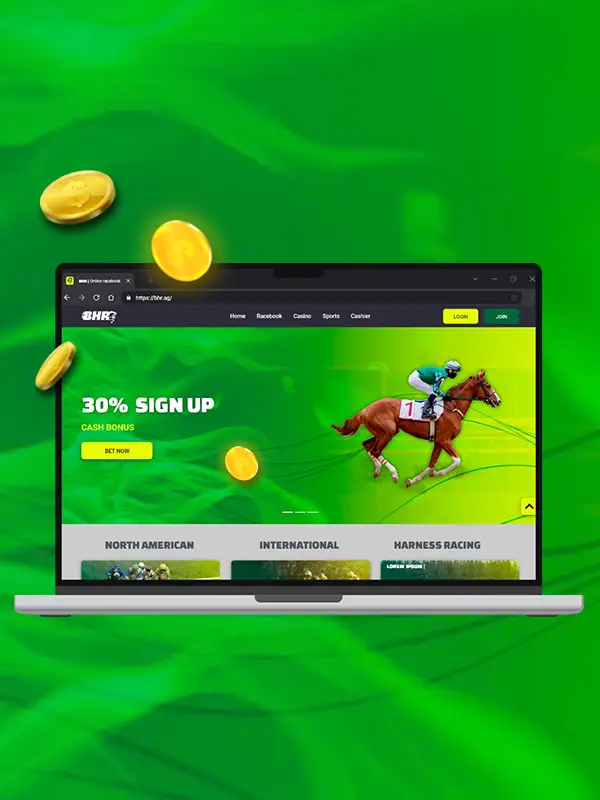 BHR | Online racebook
https://bhr.ag/
BHR
Home Racebook Casino Sports Cashier LOGIN JOIN
30% SIGN UP
CASH BONUS
BET NOW
1
NORTH AMERICAN INTERNATIONAL HARNESS RACING
LOREM IPSUM |